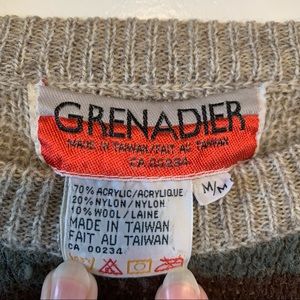 GRENADIER
MADE IN TAIWAN/FAIT AU TAIWAN
CA 00234
70% ACRYLIC/ACRYLIQUE
20% NYLON/NYLON
10% WOOL/LAINE
MADE IN TAIWAN
FAIT AU TAIWAN
CA 00234
M/M